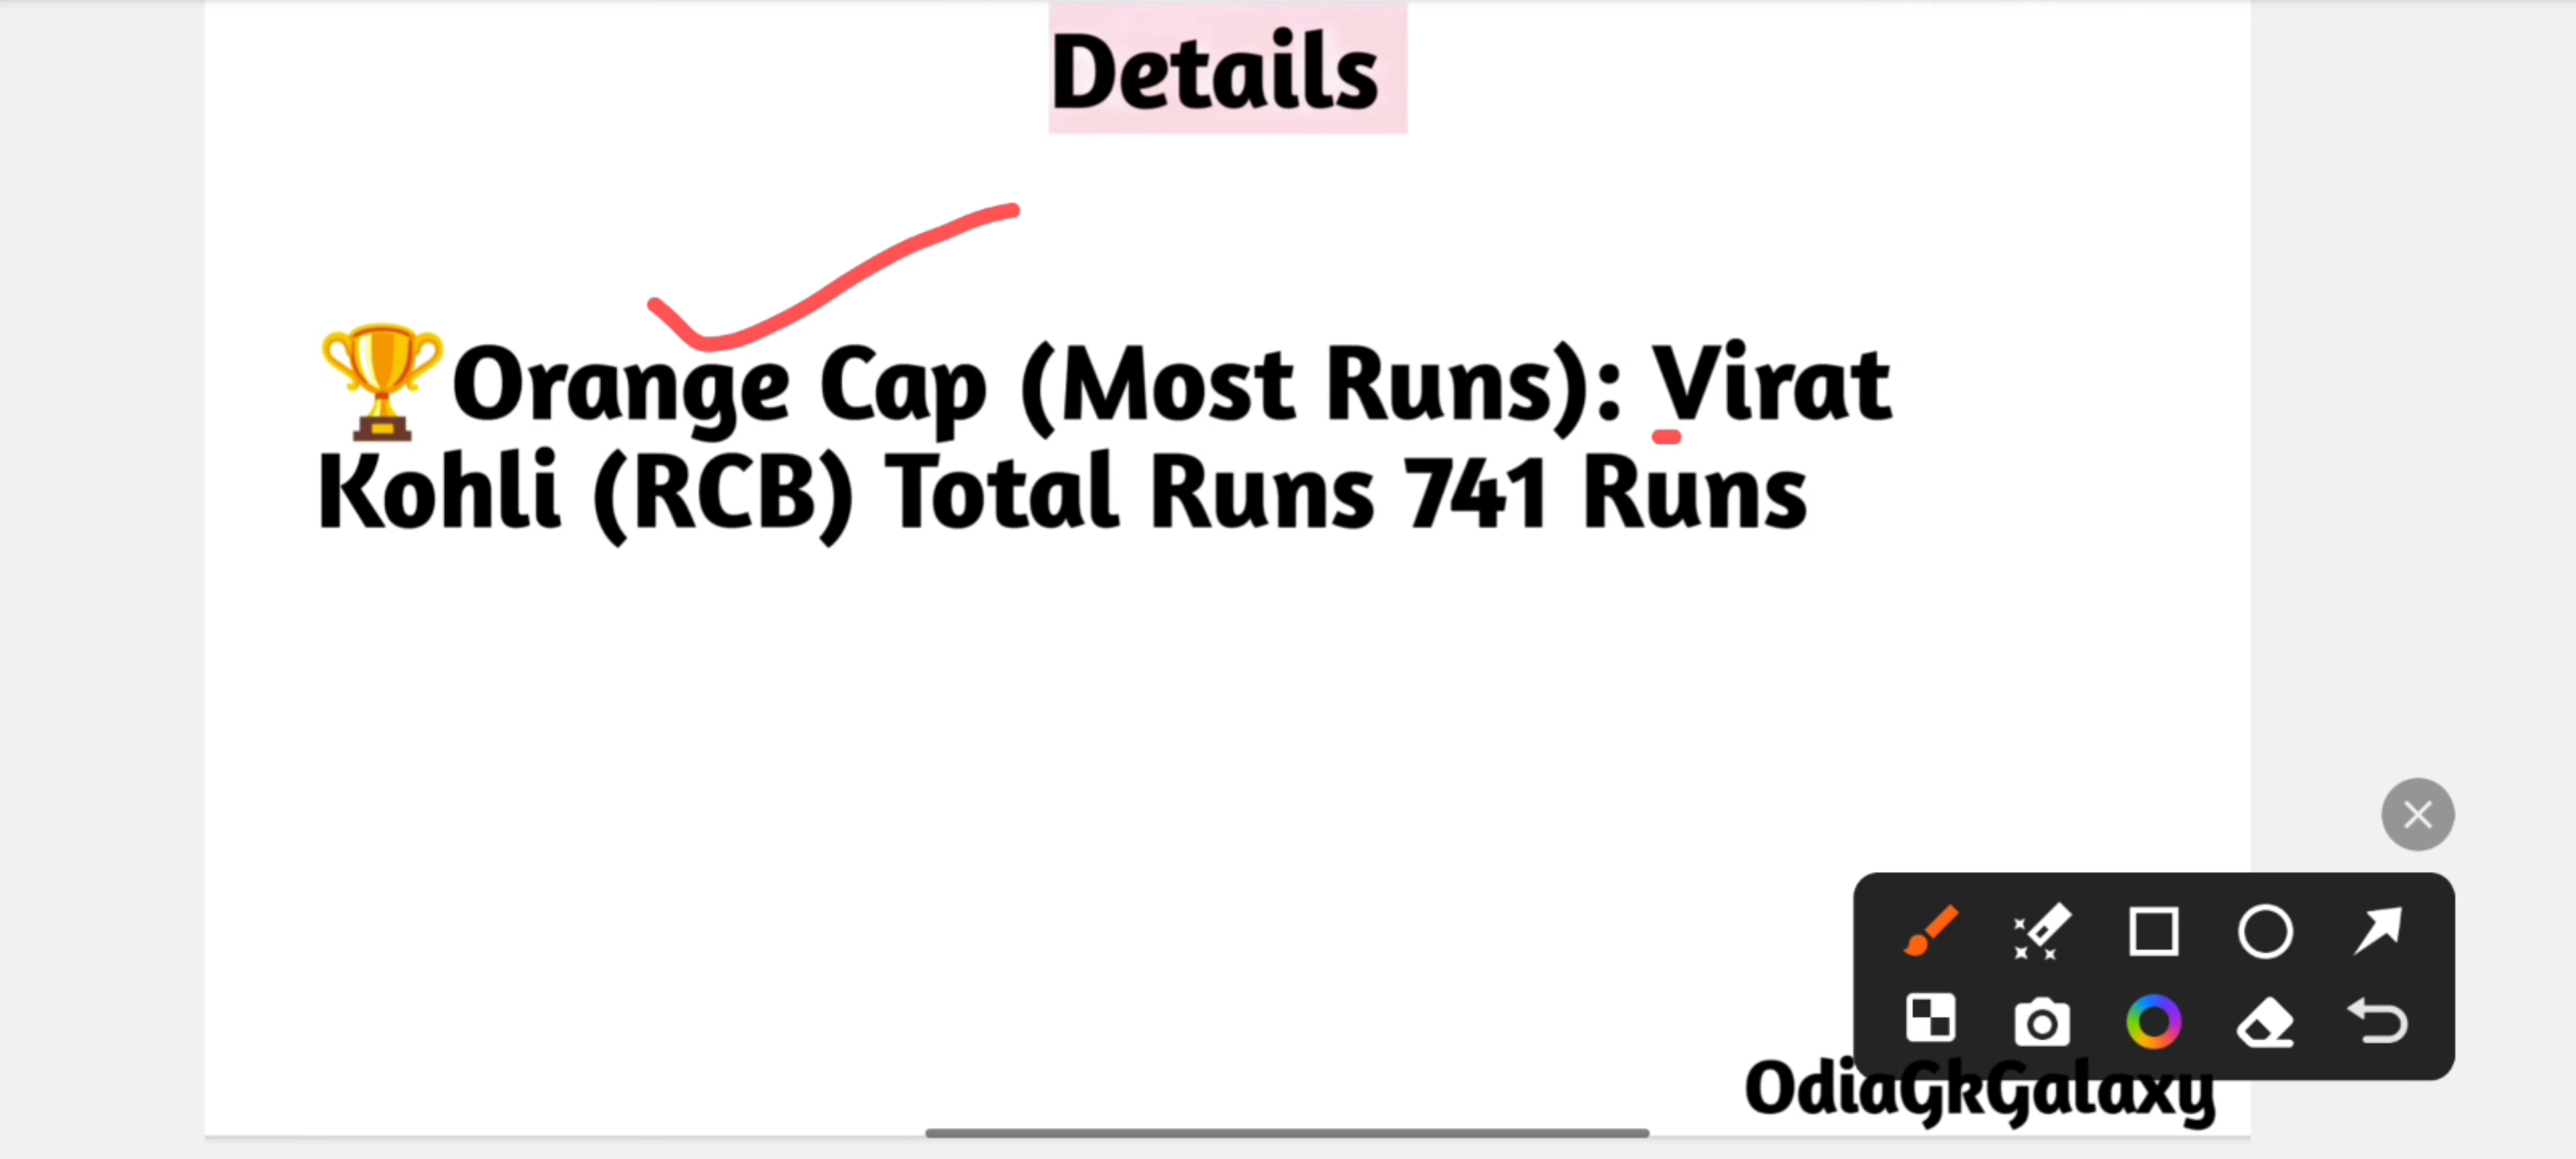 Details
🏆Orange Cap (Most Runs): Virat
Kohli (RCB) Total Runs 741 Runs
OdiaGkGalaxy